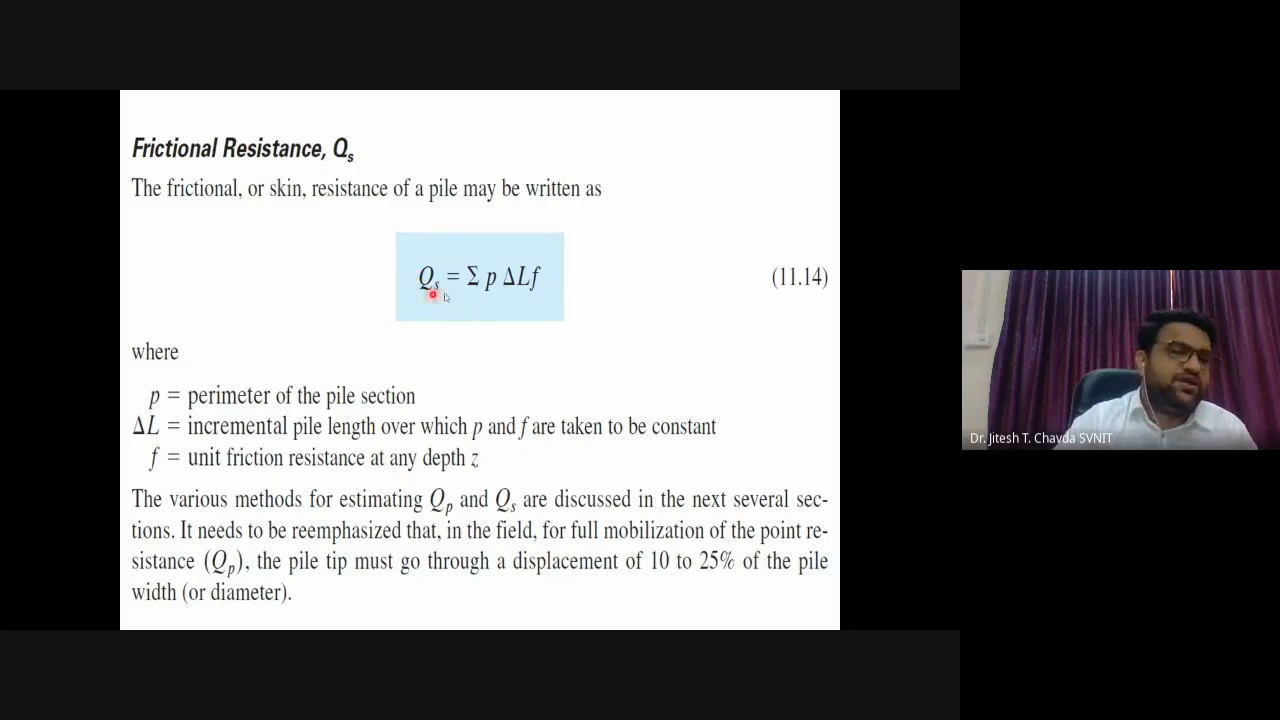 Frictional Resistance, Qs
The frictional, or skin, resistance of a pile may be written as
Qs = Σ p ΔLf (11.14)
where
p = perimeter of the pile section
ΔL = incremental pile length over which p and f are taken to be constant
f = unit friction resistance at any depth z
The various methods for estimating Qp and Qs are discussed in the next several sec-
tions. It needs to be reemphasized that, in the field, for full mobilization of the point re-
sistance (Qp), the pile tip must go through a displacement of 10 to 25% of the pile
width (or diameter).
Dr. Jitesh T. Chavda SVNIT